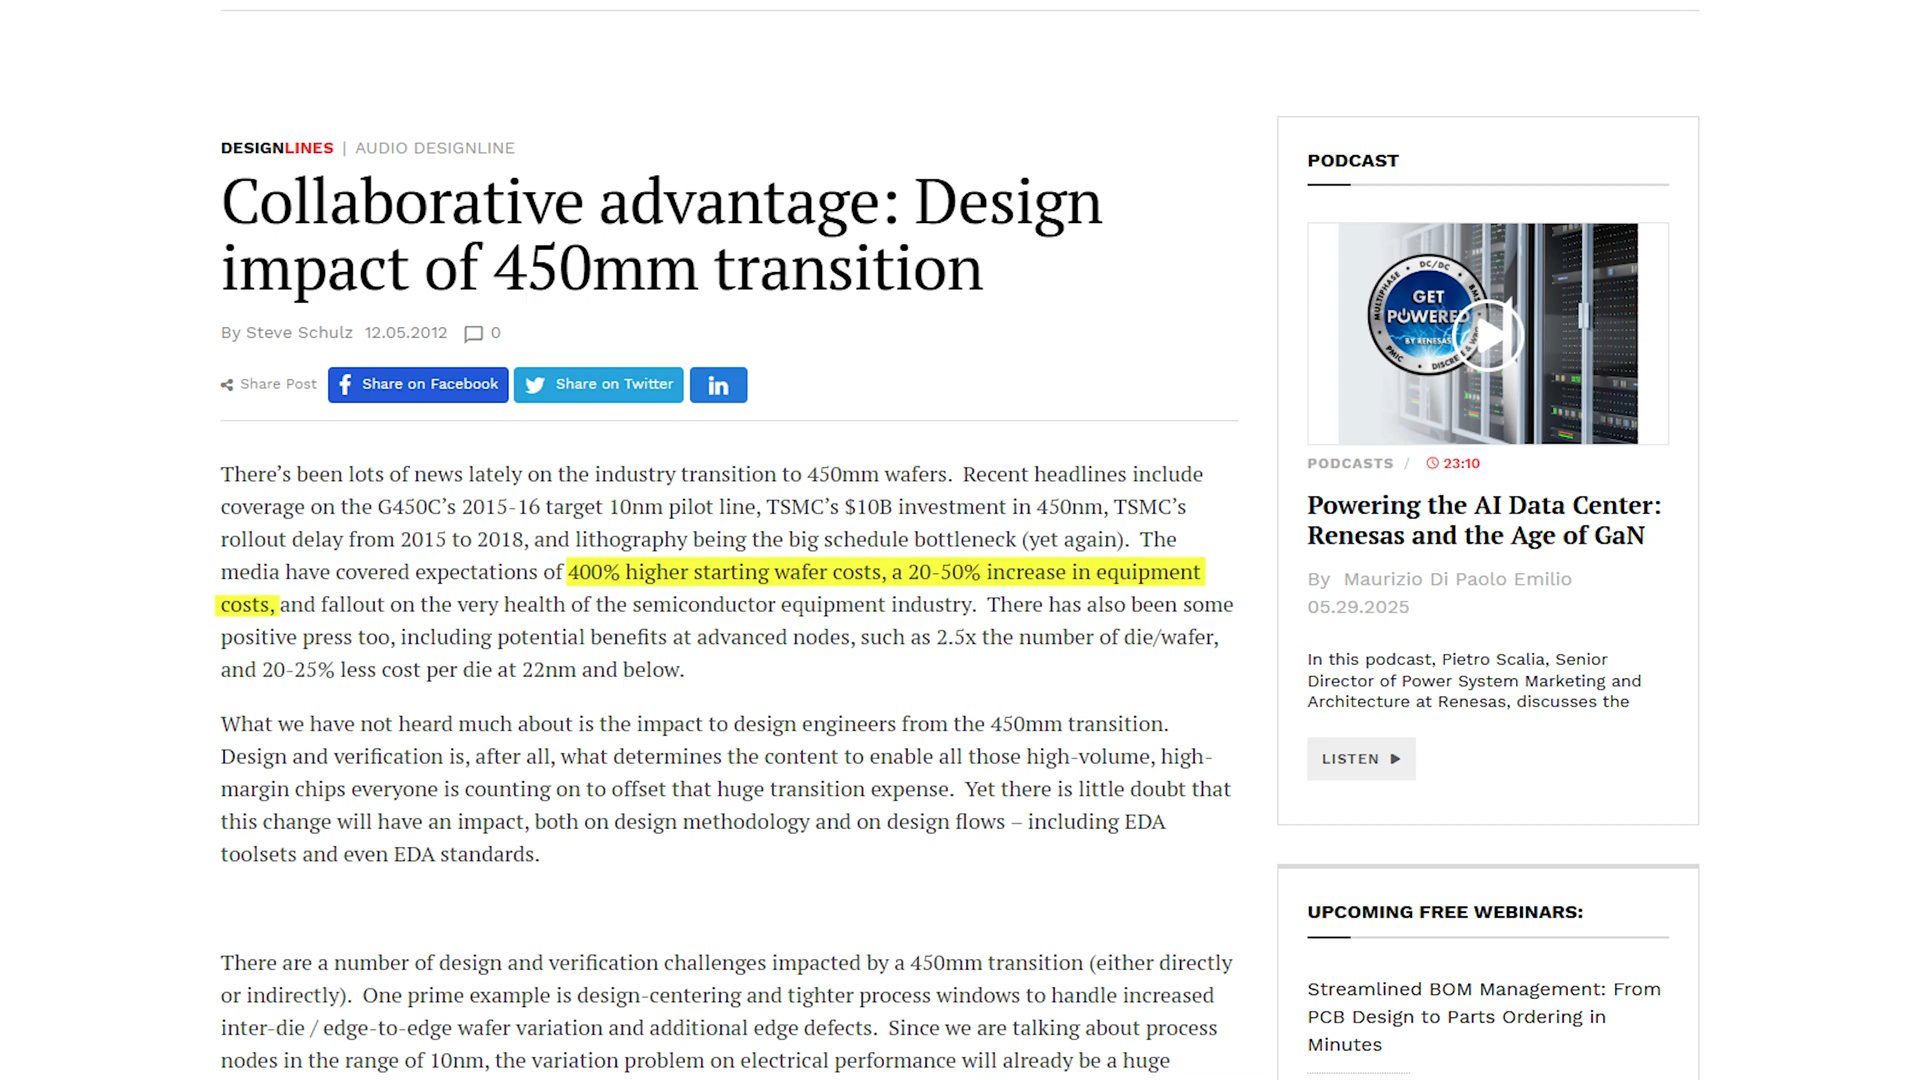 DESIGNLINES | AUDIO DESIGNLINE
Collaborative advantage: Design
impact of 450mm transition
By Steve Schulz 12.05.2012 0
Share Post Share on Facebook Share on Twitter in
There’s been lots of news lately on the industry transition to 450mm wafers. Recent headlines include
coverage on the G450C’s 2015-16 target 10nm pilot line, TSMC’s $10B investment in 450nm, TSMC’s
rollout delay from 2015 to 2018, and lithography being the big schedule bottleneck (yet again). The
media have covered expectations of 400% higher starting wafer costs, a 20-50% increase in equipment
costs, and fallout on the very health of the semiconductor equipment industry. There has also been some
positive press too, including potential benefits at advanced nodes, such as 2.5x the number of die/wafer,
and 20-25% less cost per die at 22nm and below.
What we have not heard much about is the impact to design engineers from the 450mm transition.
Design and verification is, after all, what determines the content to enable all those high-volume, high-
margin chips everyone is counting on to offset that huge transition expense. Yet there is little doubt that
this change will have an impact, both on design methodology and on design flows – including EDA
toolsets and even EDA standards.
There are a number of design and verification challenges impacted by a 450mm transition (either directly
or indirectly). One prime example is design-centering and tighter process windows to handle increased
inter-die / edge-to-edge wafer variation and additional edge defects. Since we are talking about process
nodes in the range of 10nm, the variation problem on electrical performance will already be a huge
PODCAST
MULTIPHASE • DC/DC •
GET
POWERED
BY RENESAS
PMIC • DISCRETE
PODCASTS / 23:10
Powering the AI Data Center:
Renesas and the Age of GaN
By Maurizio Di Paolo Emilio
05.29.2025
In this podcast, Pietro Scalia, Senior
Director of Power System Marketing and
Architecture at Renesas, discusses the
LISTEN
UPCOMING FREE WEBINARS:
Streamlined BOM Management: From
PCB Design to Parts Ordering in
Minutes